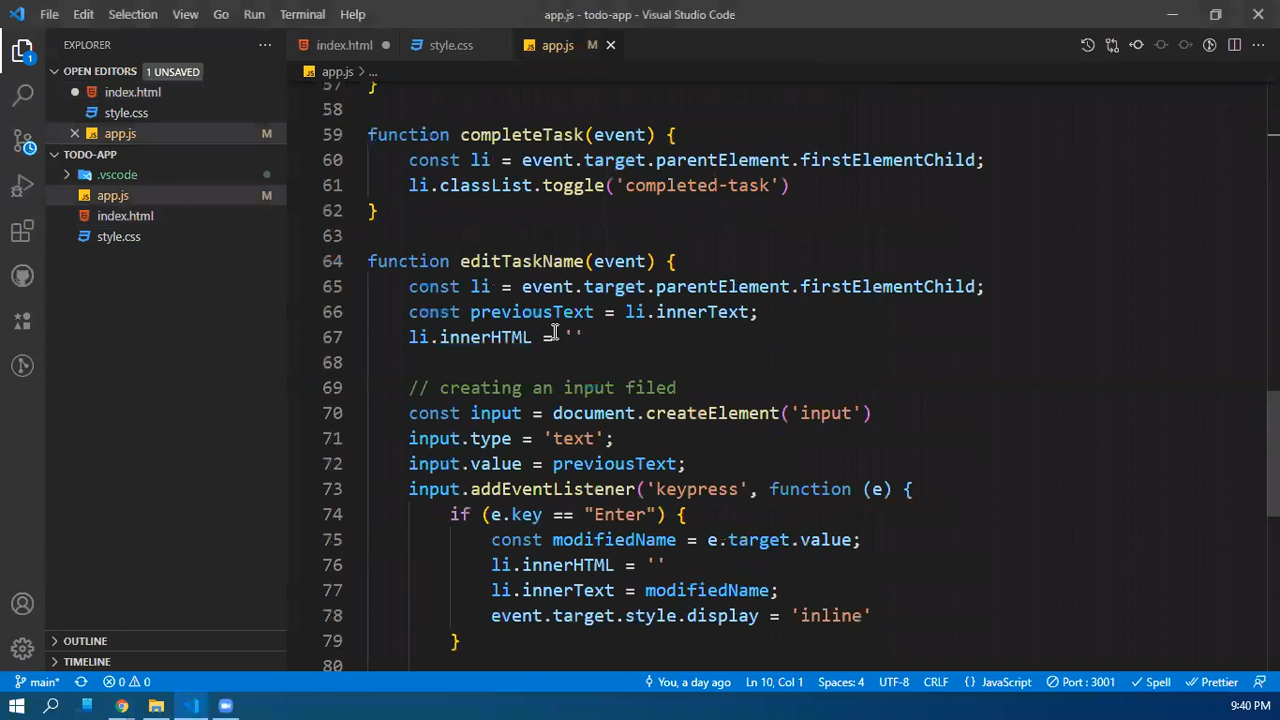 File Edit Selection View Go Run Terminal Help app.js - todo-app - Visual Studio Code
EXPLORER
OPEN EDITORS 1 UNSAVED
index.html
style.css
app.js M
TODO-APP
.vscode
app.js M
index.html
style.css
OUTLINE
TIMELINE
index.html style.css app.js M
app.js > ...
57 }
58
59 function completeTask(event) {
60 const li = event.target.parentElement.firstElementChild;
61 li.classList.toggle('completed-task')
62 }
63
64 function editTaskName(event) {
65 const li = event.target.parentElement.firstElementChild;
66 const previousText = li.innerText;
67 li.innerHTML = ''
68
69 // creating an input filed
70 const input = document.createElement('input')
71 input.type = 'text';
72 input.value = previousText;
73 input.addEventListener('keypress', function (e) {
74 if (e.key == "Enter") {
75 const modifiedName = e.target.value;
76 li.innerHTML = ''
77 li.innerText = modifiedName;
78 event.target.style.display = 'inline'
79 }
80
main* 0 0 You, a day ago Ln 10, Col 1 Spaces: 4 UTF-8 CRLF {} JavaScript Port : 3001 Spell Prettier
9:40 PM